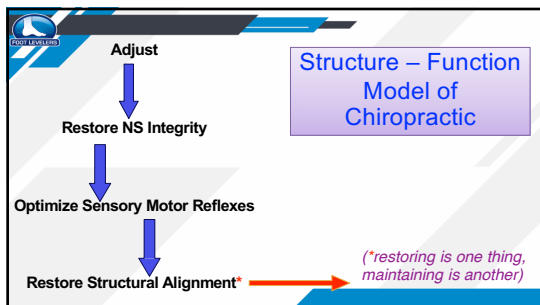 FOOT LEVELERS
Adjust
Structure – Function
Model of
Chiropractic
Restore NS Integrity
Optimize Sensory Motor Reflexes
Restore Structural Alignment*
(*restoring is one thing,
maintaining is another)